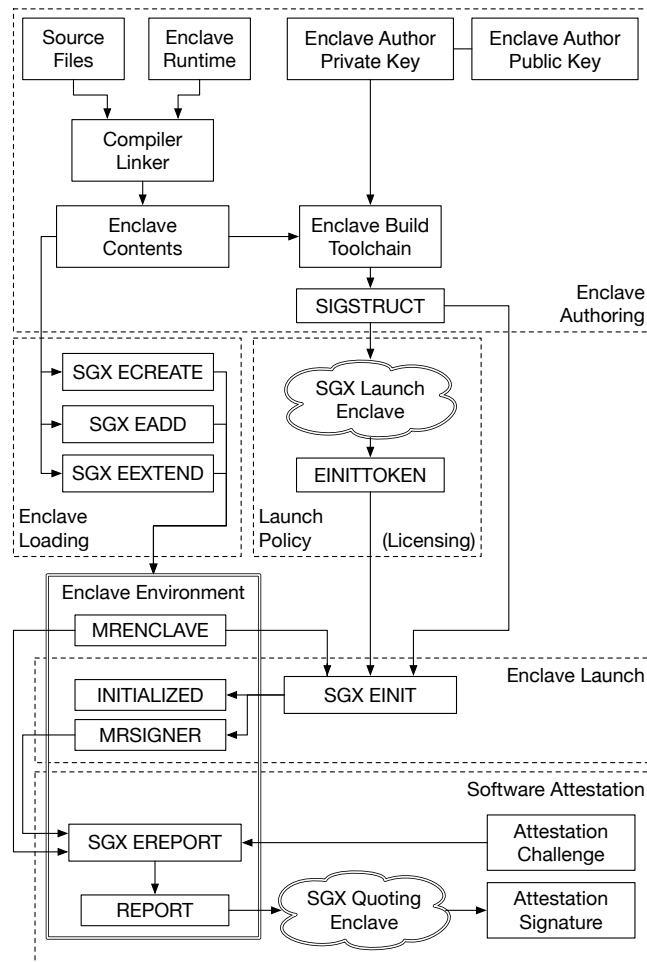 Source
Files
Enclave
Runtime
Enclave Author
Private Key
Enclave Author
Public Key
Compiler
Linker
Enclave
Contents
Enclave Build
Toolchain
SIGSTRUCT
Enclave
Authoring
SGX ECREATE
SGX EADD
SGX EEXTEND
Enclave
Loading
SGX Launch
Enclave
EINITTOKEN
Launch
Policy
(Licensing)
Enclave Environment
MRENCLAVE
Enclave Launch
INITIALIZED
SGX EINIT
MRSIGNER
Software Attestation
SGX EREPORT
Attestation
Challenge
REPORT
SGX Quoting
Enclave
Attestation
Signature